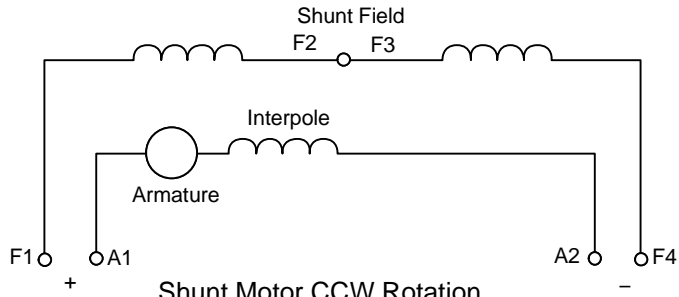 Shunt Field
F2 F3
Interpole
Armature
F1 A1 A2 F4
+ –
Shunt Motor CCW Rotation